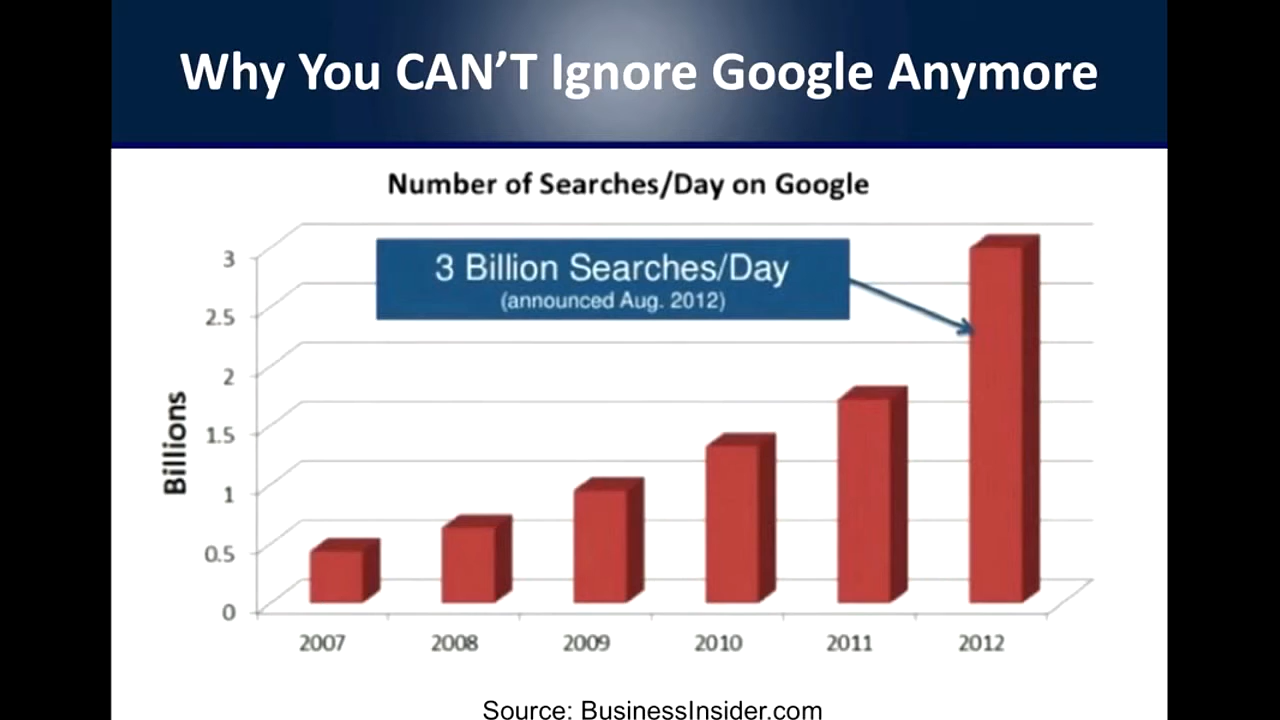 Why You CAN’T Ignore Google Anymore
Number of Searches/Day on Google
3 Billion Searches/Day
(announced Aug. 2012)
Billions
3
2.5
2
1.5
1
0.5
0
2007 2008 2009 2010 2011 2012
Source: BusinessInsider.com